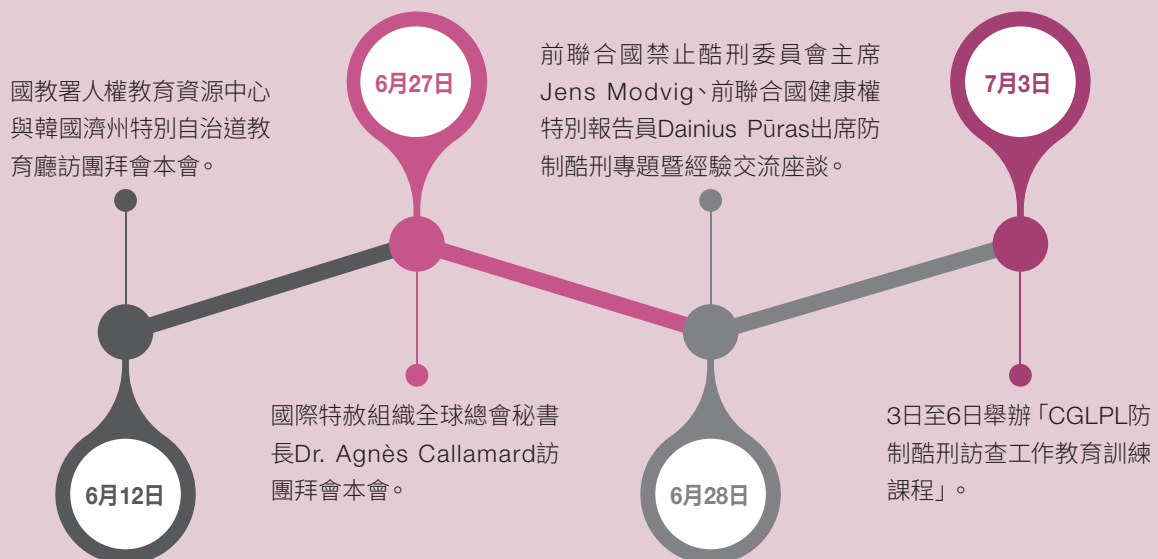 6月12日
國教署人權教育資源中心
與韓國濟州特別自治道教
育廳訪團拜會本會。
6月27日
國際特赦組織全球總會秘書
長Dr. Agnès Callamard訪
團拜會本會。
6月28日
前聯合國禁止酷刑委員會主席
Jens Modvig、前聯合國健康權
特別報告員Dainius Pūras出席防
制酷刑專題暨經驗交流座談。
7月3日
3日至6日舉辦「CGLPL防
制酷刑訪查工作教育訓練
課程」。